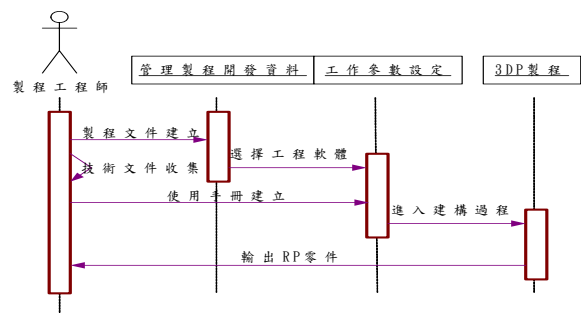 管理製程開發資料
工作參數設定
3DP製程
製程工程師
製程文件建立
選擇工程軟體
技術文件收集
使用手冊建立
進入建構過程
輸出RP零件